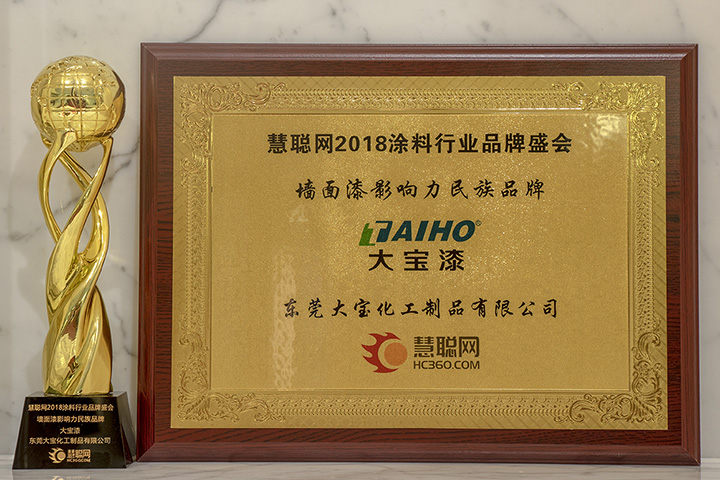 慧聪网2018涂料行业品牌盛会
墙面漆影响力民族品牌
TAIHO®
大宝漆
东莞大宝化工制品有限公司
慧聪网
HC360.COM
慧聪网2018涂料行业品牌盛会
墙面漆影响力民族品牌
大宝漆
东莞大宝化工制品有限公司
慧聪网
HC360.COM